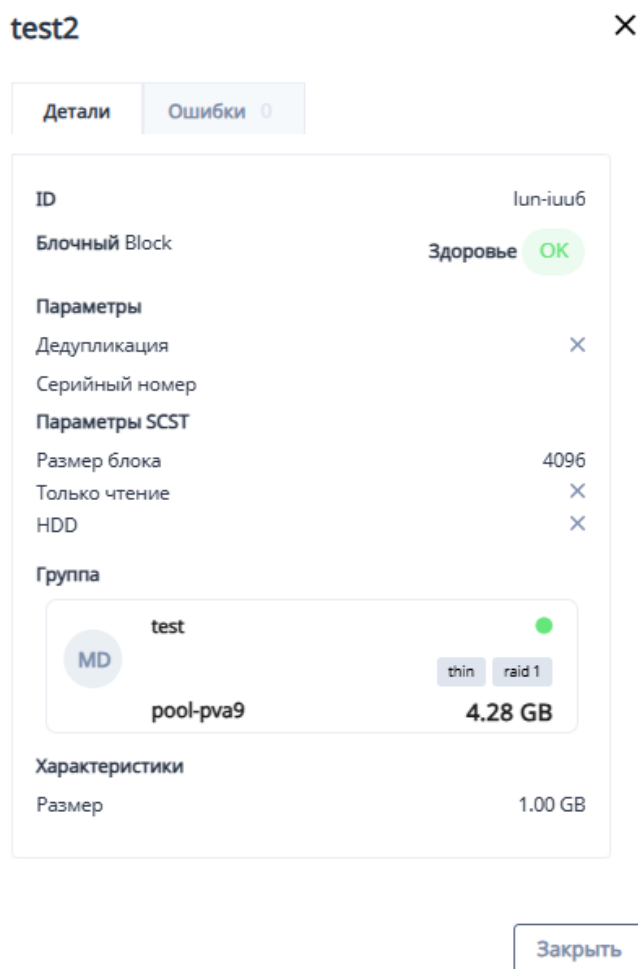 test2
Детали
Ошибки 0
ID lun-iuu6
Блочный Block
Здоровье OK
Параметры
Дедупликация
Серийный номер
Параметры SCST
Размер блока 4096
Только чтение
HDD
Группа
test
MD
thin raid 1
pool-pva9 4.28 GB
Характеристики
Размер 1.00 GB
Закрыть